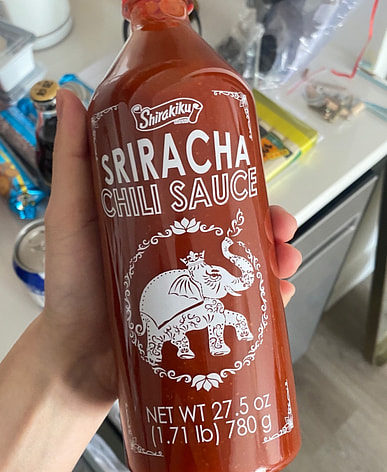 Shirakiku
SRIRACHA
CHILI SAUCE
NET WT 27.5 oz
(1.71 lb) 780 g